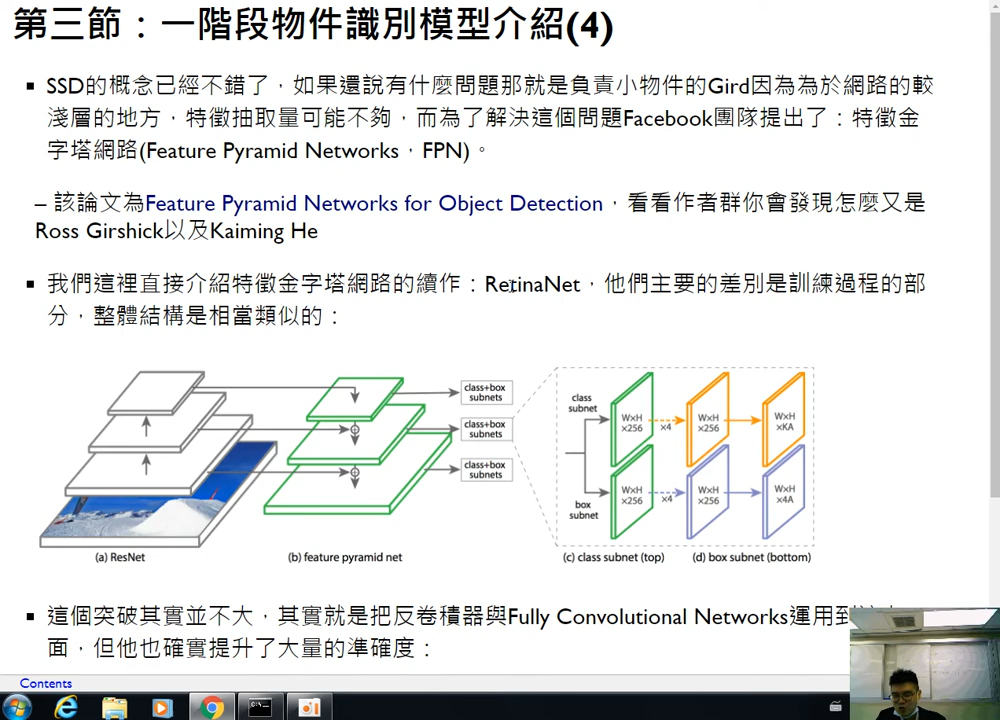 第三節：一階段物件識別模型介紹(4)
SSD的概念已經不錯了，如果還說有什麼問題那就是負責小物件的Gird因為為於網路的較
淺層的地方，特徵抽取量可能不夠，而為了解決這個問題Facebook團隊提出了：特徵金
字塔網路(Feature Pyramid Networks，FPN)。
– 該論文為Feature Pyramid Networks for Object Detection，看看作者群你會發現怎麼又是
Ross Girshick以及Kaiming He
我們這裡直接介紹特徵金字塔網路的續作：RetinaNet，他們主要的差別是訓練過程的部
分，整體結構是相當類似的：
class+box
subnets
class+box
subnets
class+box
subnets
class
subnet
W×H
×256
×4
W×H
×256
W×H
×KA
box
subnet
W×H
×256
×4
W×H
×256
W×H
×4A
(a) ResNet
(b) feature pyramid net
(c) class subnet (top)
(d) box subnet (bottom)
這個突破其實並不大，其實就是把反卷積器與Fully Convolutional Networks運用到
面，但他也確實提升了大量的準確度：
Contents